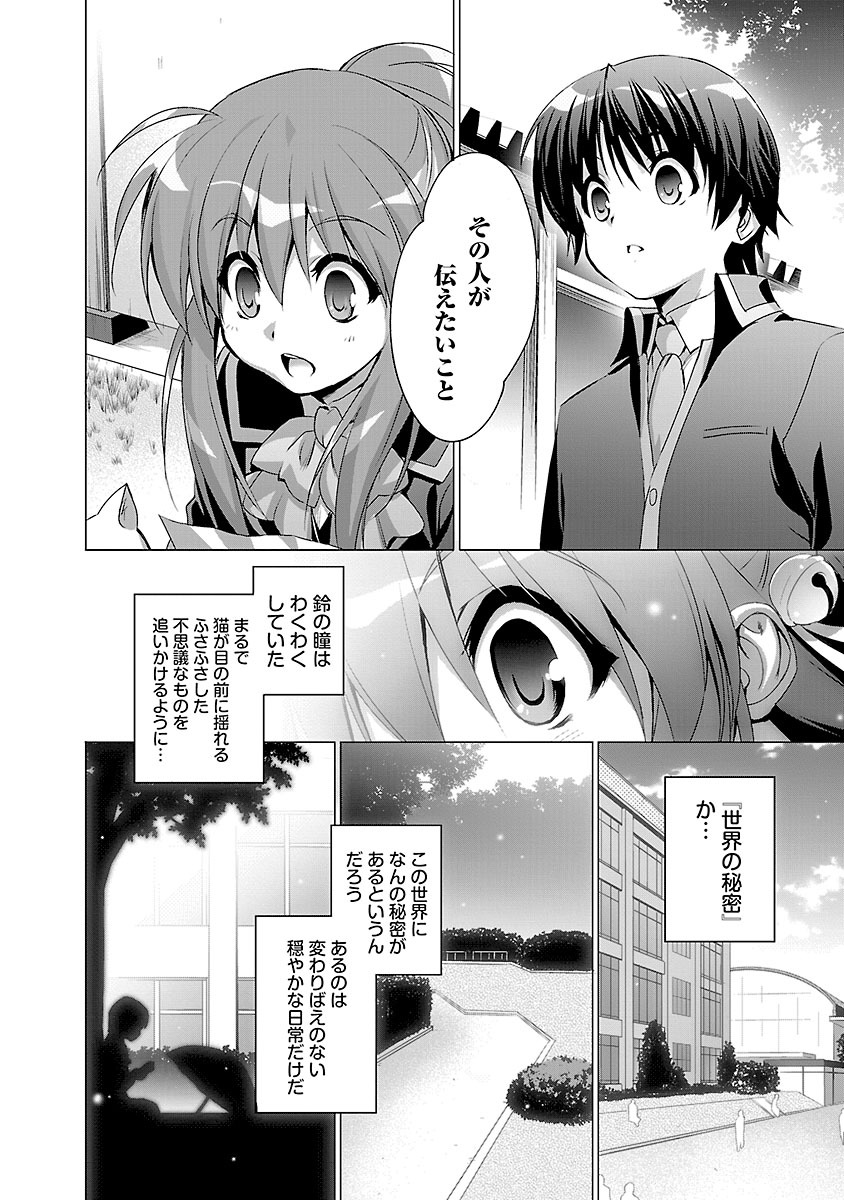 その人が
伝えたいこと
鈴の瞳は
わくわく
していた
まるで
猫が目の前に揺れる
ふさふさした
不思議なものを
追いかけるように…
『世界の秘密』
か…
この世界に
なんの秘密が
あるというん
だろう
あるのは
変わりばえのない
穏やかな日常だけだ